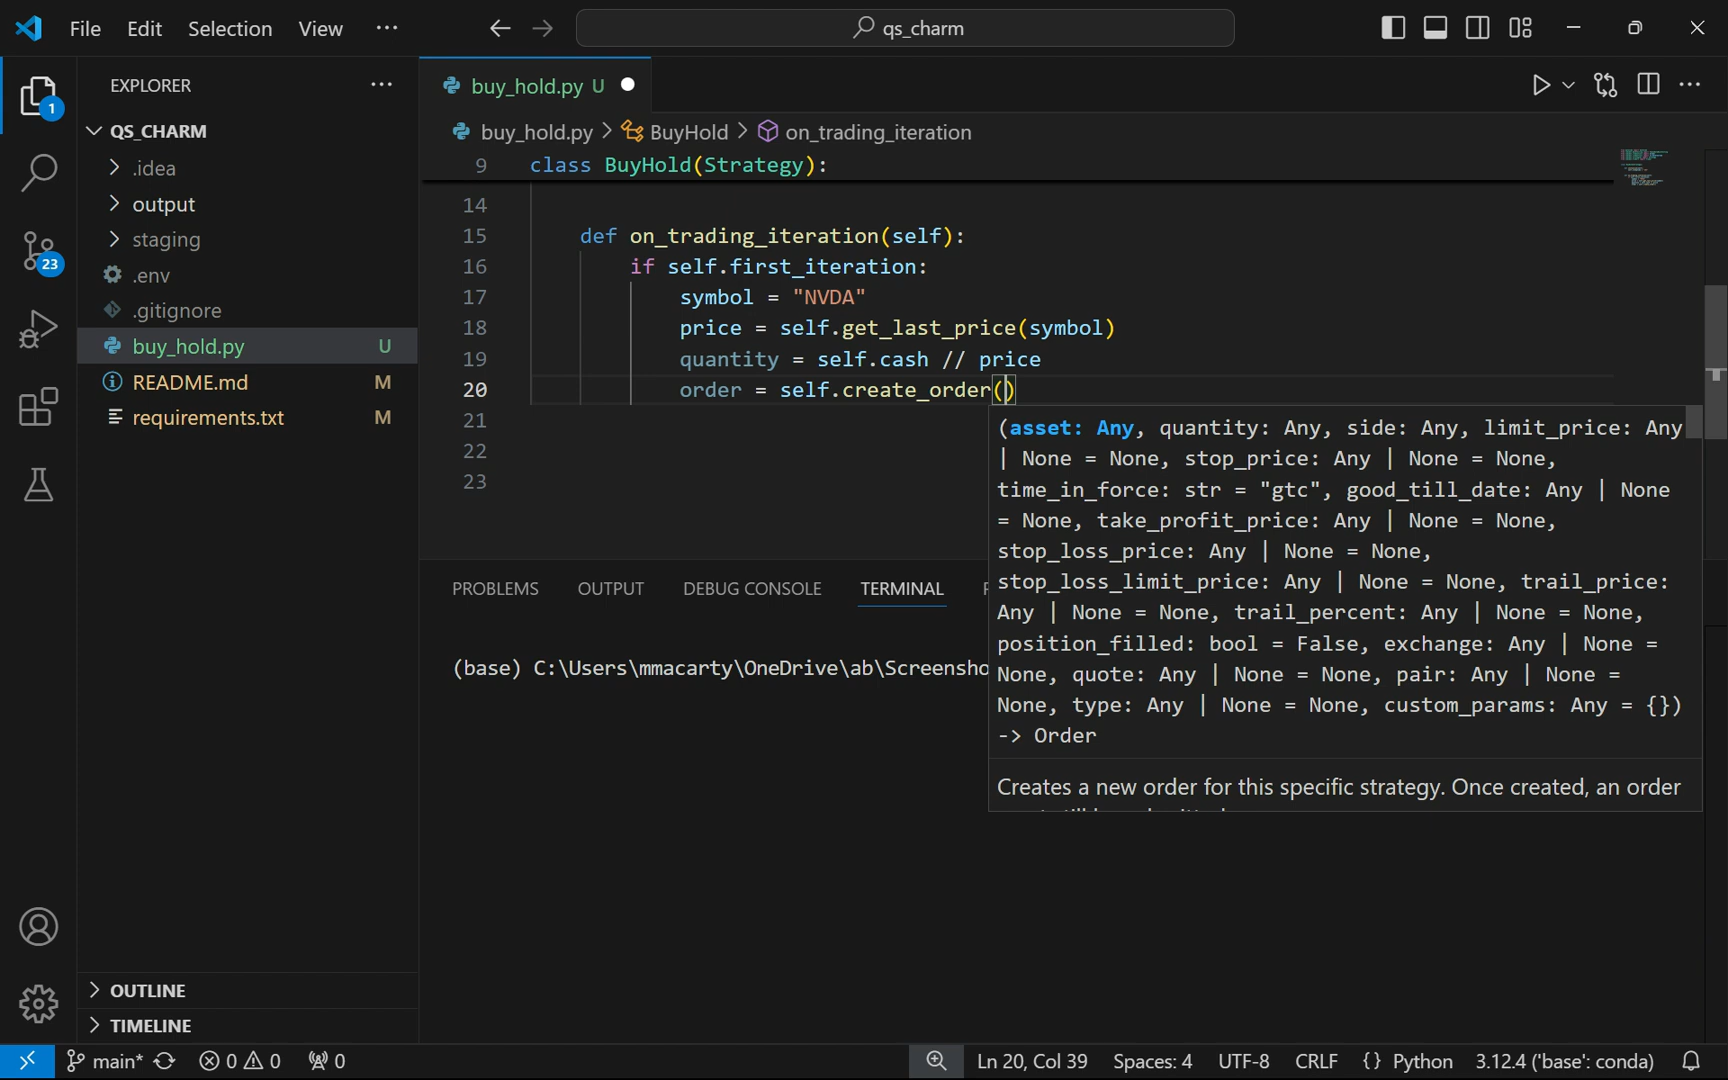 File Edit Selection View ···
qs_charm
EXPLORER ···
1
QS_CHARM
.idea
output
staging
.env
.gitignore
buy_hold.py U
README.md M
requirements.txt M
23
OUTLINE
TIMELINE
buy_hold.py U
buy_hold.py > BuyHold > on_trading_iteration
9 class BuyHold(Strategy):
14
15 def on_trading_iteration(self):
16 if self.first_iteration:
17 symbol = "NVDA"
18 price = self.get_last_price(symbol)
19 quantity = self.cash // price
20 order = self.create_order()
21
22
23
(asset: Any, quantity: Any, side: Any, limit_price: Any
| None = None, stop_price: Any | None = None,
time_in_force: str = "gtc", good_till_date: Any | None
= None, take_profit_price: Any | None = None,
stop_loss_price: Any | None = None,
stop_loss_limit_price: Any | None = None, trail_price:
Any | None = None, trail_percent: Any | None = None,
position_filled: bool = False, exchange: Any | None =
None, quote: Any | None = None, pair: Any | None =
None, type: Any | None = None, custom_params: Any = {})
-> Order
Creates a new order for this specific strategy. Once created, an order
PROBLEMS OUTPUT DEBUG CONSOLE TERMINAL
(base) C:\Users\mmacarty\OneDrive\ab\Screensho
main* 0 0 0 Ln 20, Col 39 Spaces: 4 UTF-8 CRLF {} Python 3.12.4 ('base': conda)